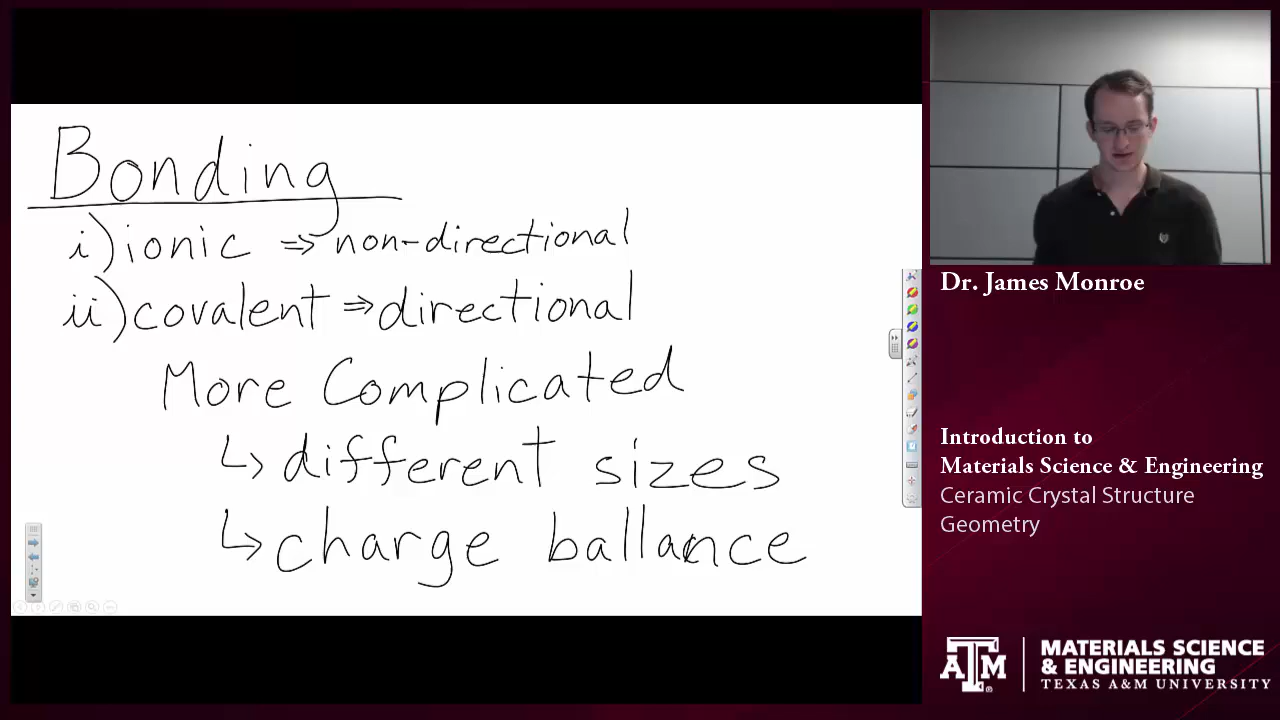 Bonding
i) ionic ⇒ non-directional
ii) covalent ⇒ directional
More Complicated
↳ different sizes
↳ charge ballance
Dr. James Monroe
Introduction to
Materials Science & Engineering
Ceramic Crystal Structure
Geometry
ATM
MATERIALS SCIENCE
& ENGINEERING
TEXAS A&M UNIVERSITY